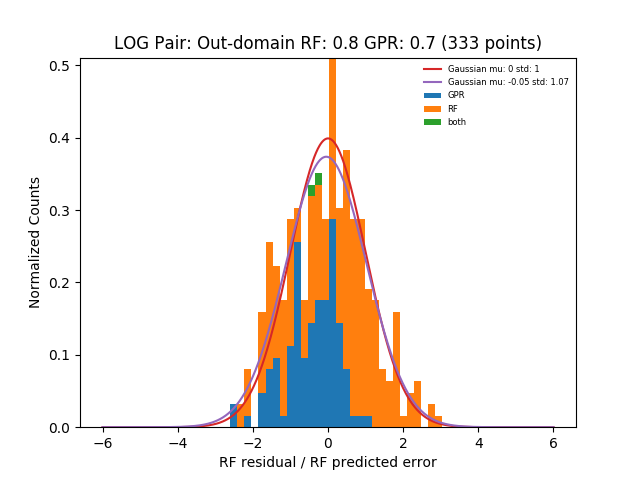 LOG Pair: Out-domain RF: 0.8 GPR: 0.7 (333 points)
Gaussian mu: 0 std: 1
Gaussian mu: -0.05 std: 1.07
GPR
RF
both
Normalized Counts
0.5
0.4
0.3
0.2
0.1
0.0
−6 −4 −2 0 2 4 6
RF residual / RF predicted error